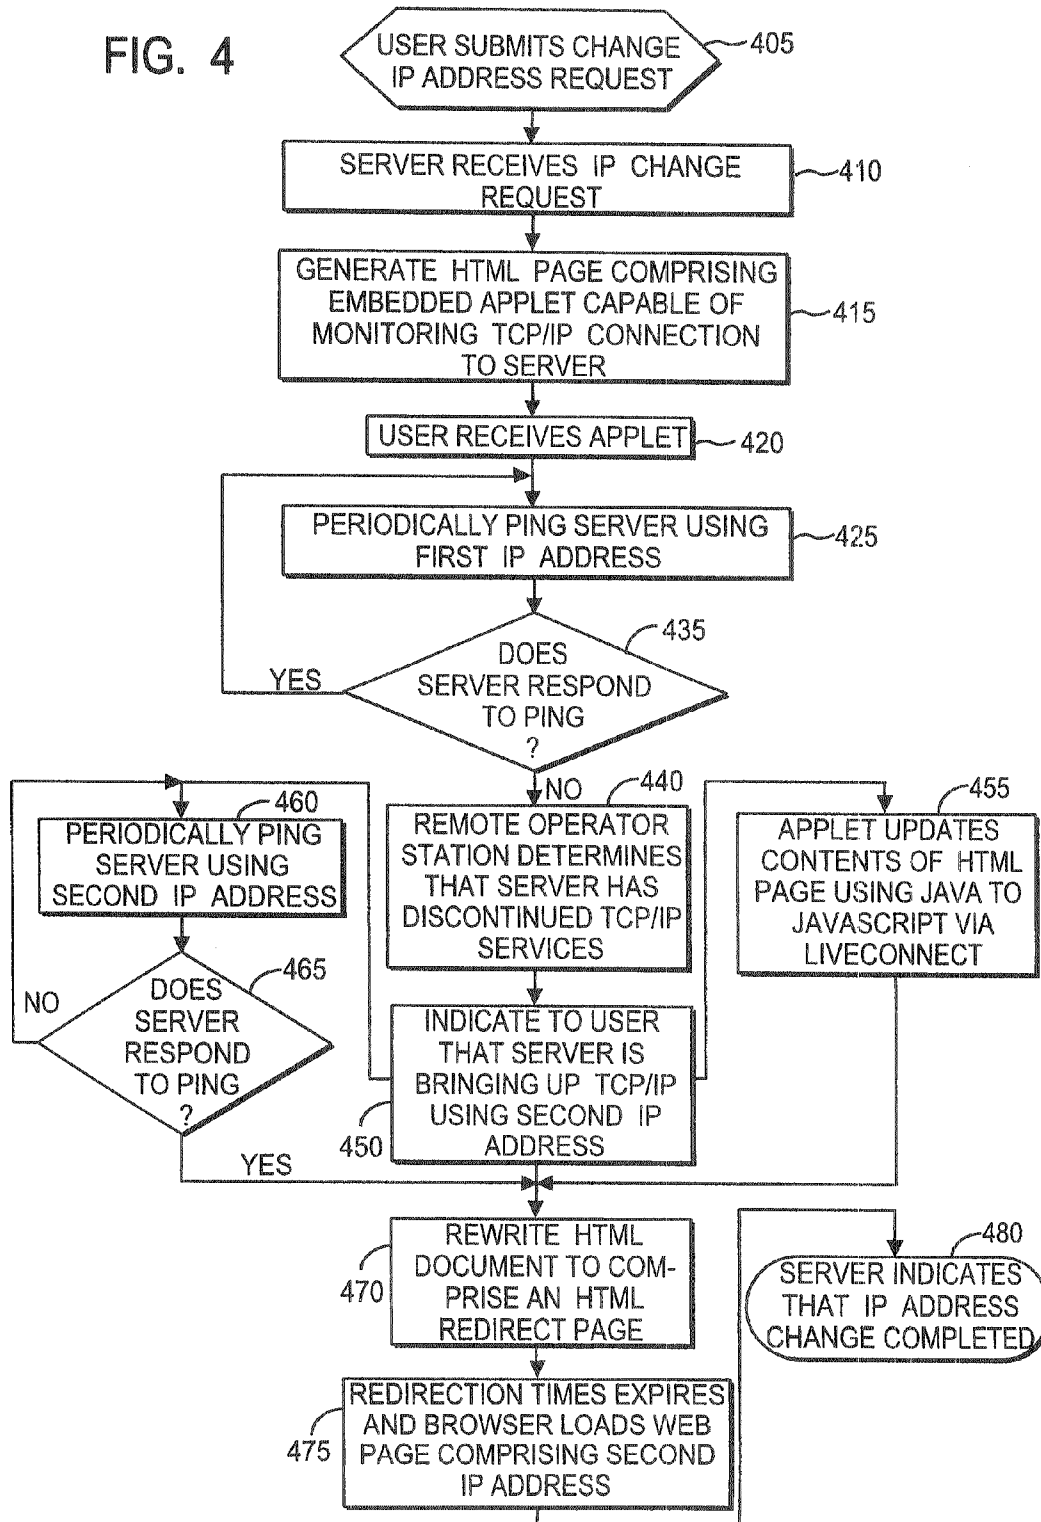 FIG. 4
USER SUBMITS CHANGE
IP ADDRESS REQUEST
405
SERVER RECEIVES IP CHANGE
REQUEST
410
GENERATE HTML PAGE COMPRISING
EMBEDDED APPLET CAPABLE OF
MONITORING TCP/IP CONNECTION
TO SERVER
415
USER RECEIVES APPLET
420
PERIODICALLY PING SERVER USING
FIRST IP ADDRESS
425
435
DOES
SERVER RESPOND
TO PING
?
YES
NO
440
REMOTE OPERATOR
STATION DETERMINES
THAT SERVER HAS
DISCONTINUED TCP/IP
SERVICES
460
PERIODICALLY PING
SERVER USING
SECOND IP ADDRESS
455
APPLET UPDATES
CONTENTS OF HTML
PAGE USING JAVA TO
JAVASCRIPT VIA
LIVECONNECT
465
DOES
SERVER
RESPOND
TO PING
?
NO
YES
INDICATE TO USER
THAT SERVER IS
BRINGING UP TCP/IP
USING SECOND IP
ADDRESS
450
REWRITE HTML
DOCUMENT TO COM-
PRISE AN HTML
REDIRECT PAGE
470
480
SERVER INDICATES
THAT IP ADDRESS
CHANGE COMPLETED
REDIRECTION TIMES EXPIRES
AND BROWSER LOADS WEB
PAGE COMPRISING SECOND
IP ADDRESS
475